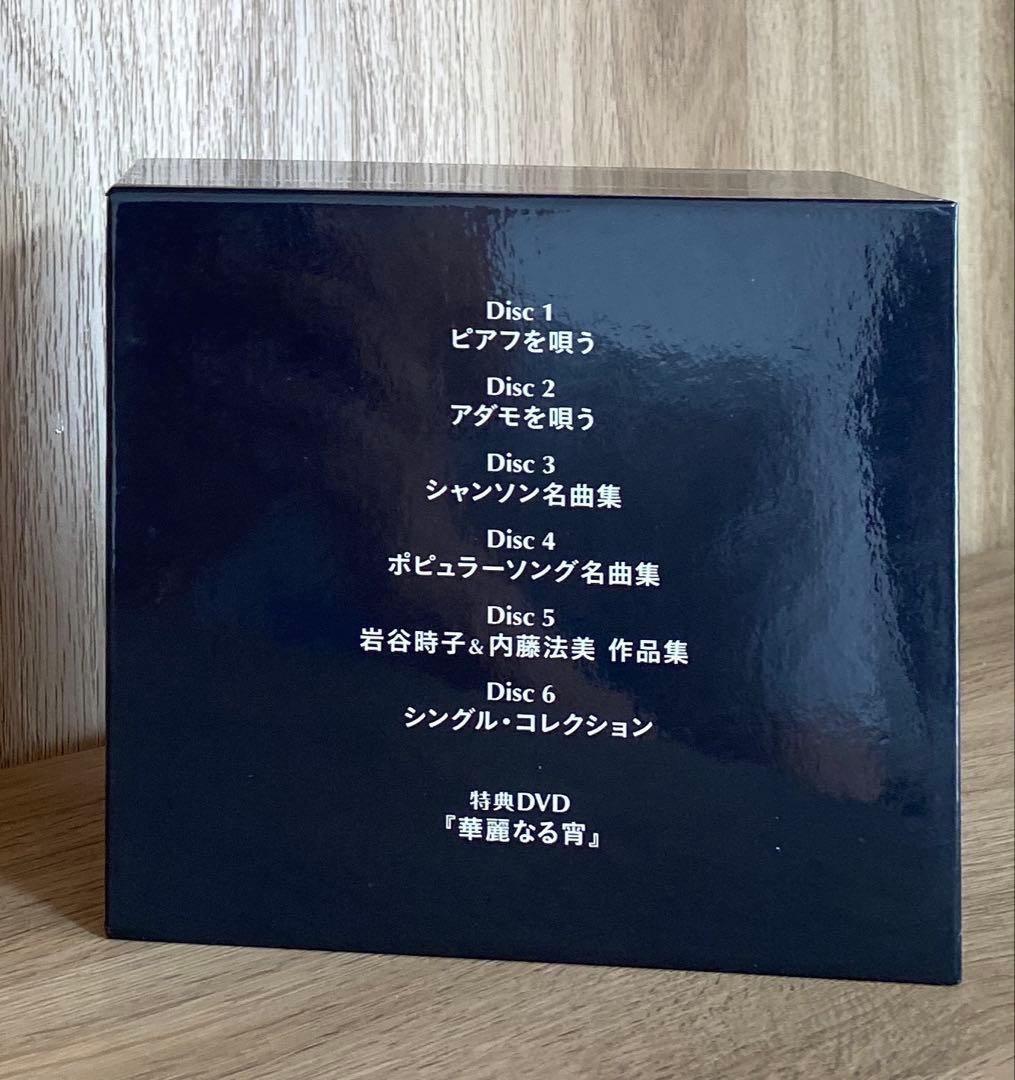 Disc 1
ピアフを唄う
Disc 2
アダモを唄う
Disc 3
シャンソン名曲集
Disc 4
ポピュラーソング名曲集
Disc 5
岩谷時子&内藤法美 作品集
Disc 6
シングル・コレクション
特典DVD
『華麗なる宵』